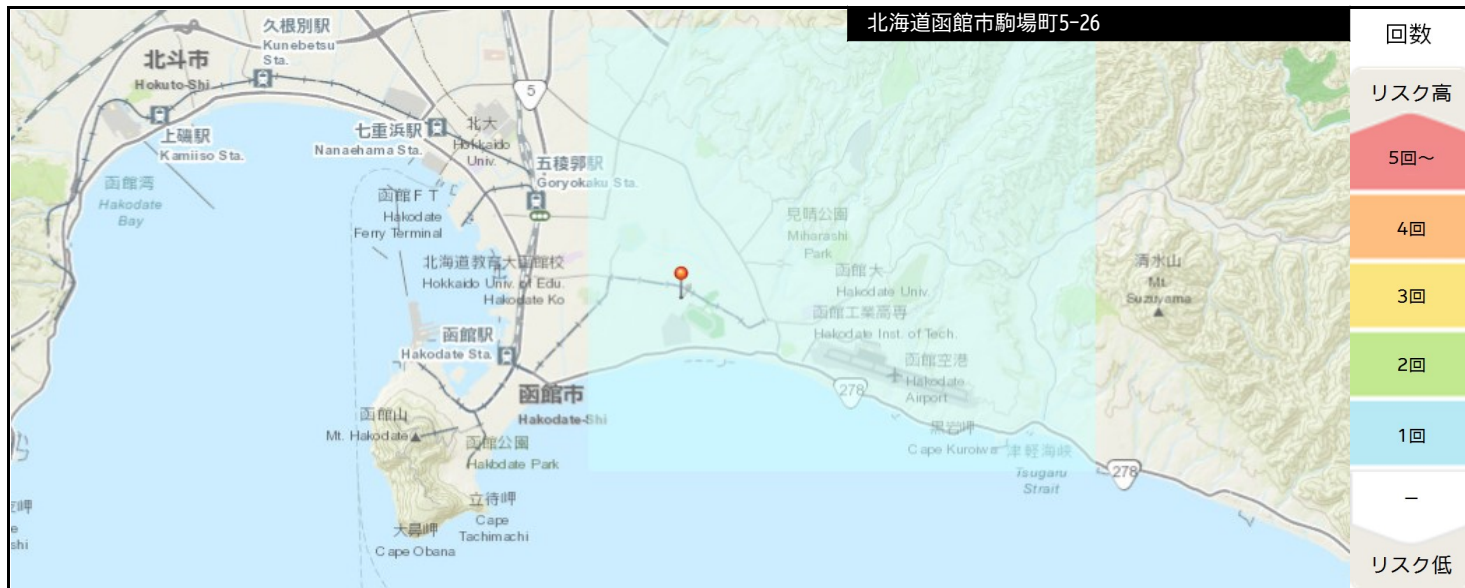 北海道函館市駒場町5-26
回数
リスク高
5回～
4回
3回
2回
1回
－
リスク低
久根別駅
Kunebetsu
Sta.
北斗市
Hokuto-Shi
上磯駅
Kamiiso Sta.
七重浜駅
Nanaehama Sta.
北大
Hokkaido
Univ.
5
五稜郭駅
Goryokaku Sta.
函館湾
Hakodate
Bay
函館FT
Hakodate
Ferry Terminal
北海道教育大函館校
Hokkaido Univ. of Edu.
Hakodate Ko
見晴公園
Miharashi
Park
函館大
Hakodate Univ.
函館工業高専
Hakodate Inst. of Tech.
清水山
Mt.
Suzuyama
函館駅
Hakodate Sta.
函館市
Hakodate-Shi
函館空港
Hakodate
Airport
278
函館山
Mt. Hakodate
函館公園
Hakodate Park
黒岩岬
Cape Kuroiwa
津軽海峡
Tsugaru
Strait
278
立待岬
Cape
Tachimachi
大鼻岬
Cape Obana
岬
e
shi